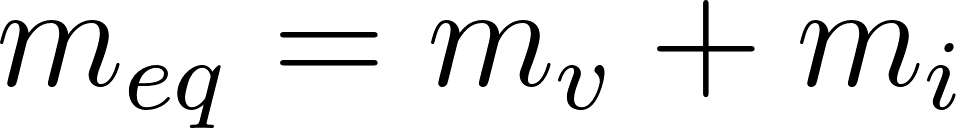 m_{eq} = m_v + m_i